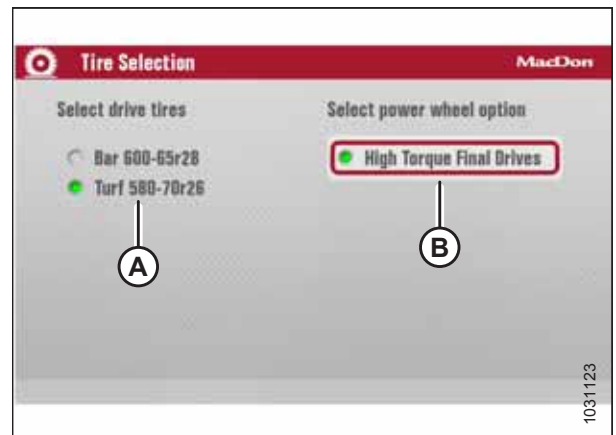 Tire Selection
MacDon
Select drive tires
Bar 600-65r28
Turf 580-70r26
Select power wheel option
High Torque Final Drives
A
B
1031123